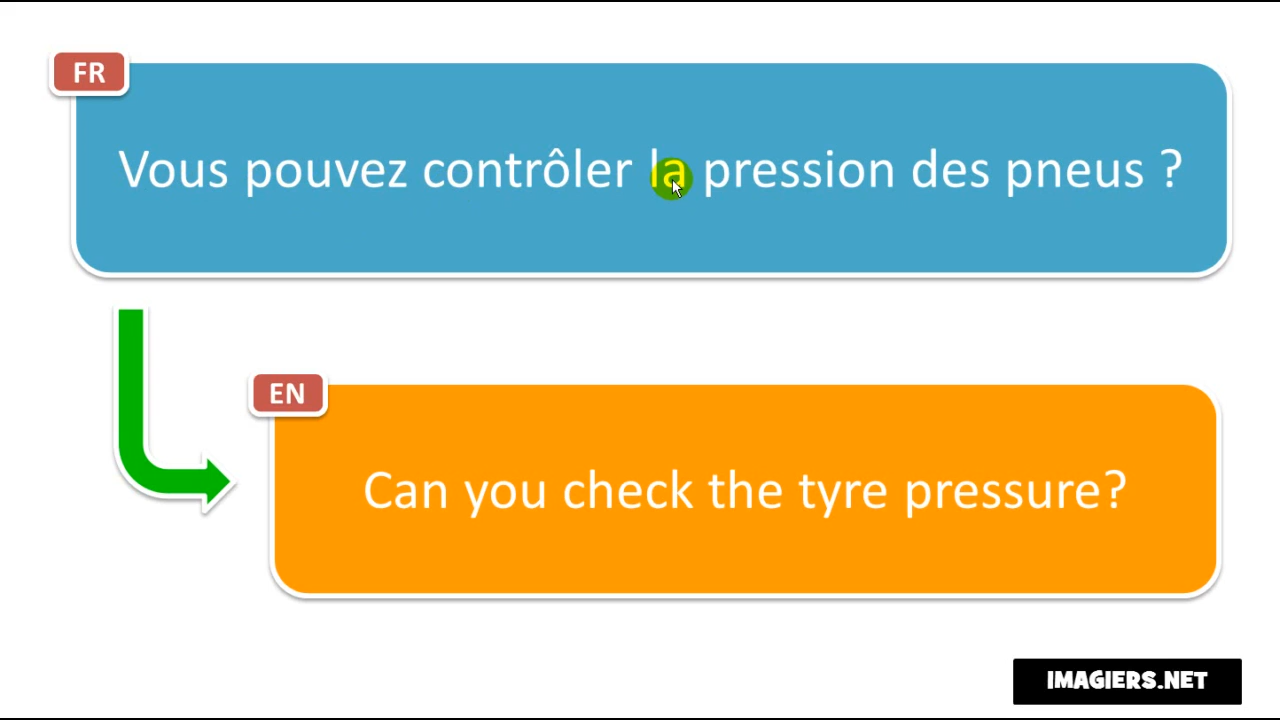 FR
Vous pouvez contrôler la pression des pneus ?
EN
Can you check the tyre pressure?
IMAGIERS.NET